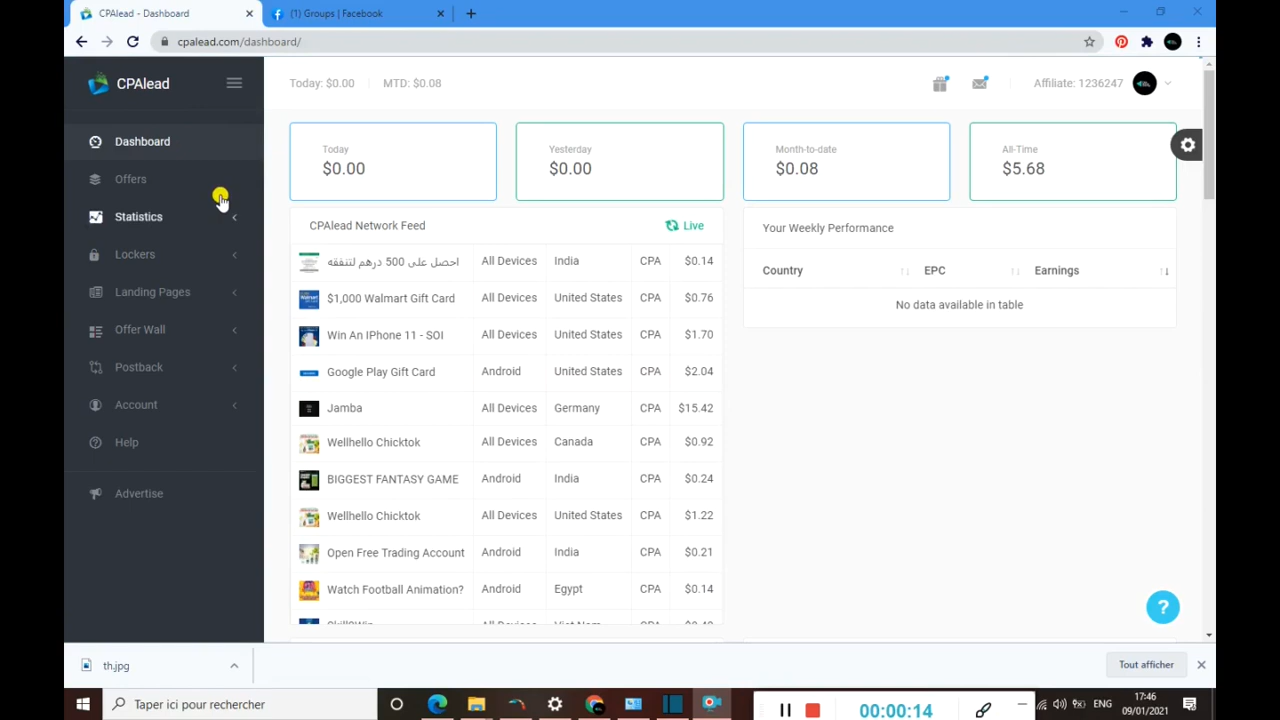 CPAlead - Dashboard
(1) Groups | Facebook
cpalead.com/dashboard/
CPAlead
Today: $0.00
MTD: $0.08
Affiliate: 1236247
Dashboard
Offers
Statistics
Lockers
Landing Pages
Offer Wall
Postback
Account
Help
Advertise
Today
$0.00
Yesterday
$0.00
Month-to-date
$0.08
All-Time
$5.68
CPAlead Network Feed
Live
احصل على 500 درهم لتنفقه All Devices India CPA $0.14
$1,000 Walmart Gift Card All Devices United States CPA $0.76
Win An IPhone 11 - SOI All Devices United States CPA $1.70
Google Play Gift Card Android United States CPA $2.04
Jamba All Devices Germany CPA $15.42
Wellhello Chicktok All Devices Canada CPA $0.92
BIGGEST FANTASY GAME Android India CPA $0.24
Wellhello Chicktok All Devices United States CPA $1.22
Open Free Trading Account Android India CPA $0.21
Watch Football Animation? Android Egypt CPA $0.14
Your Weekly Performance
Country EPC Earnings
No data available in table
?
th.jpg
Tout afficher
Taper ici pour rechercher
00:00:14
ENG
17:46
09/01/2021